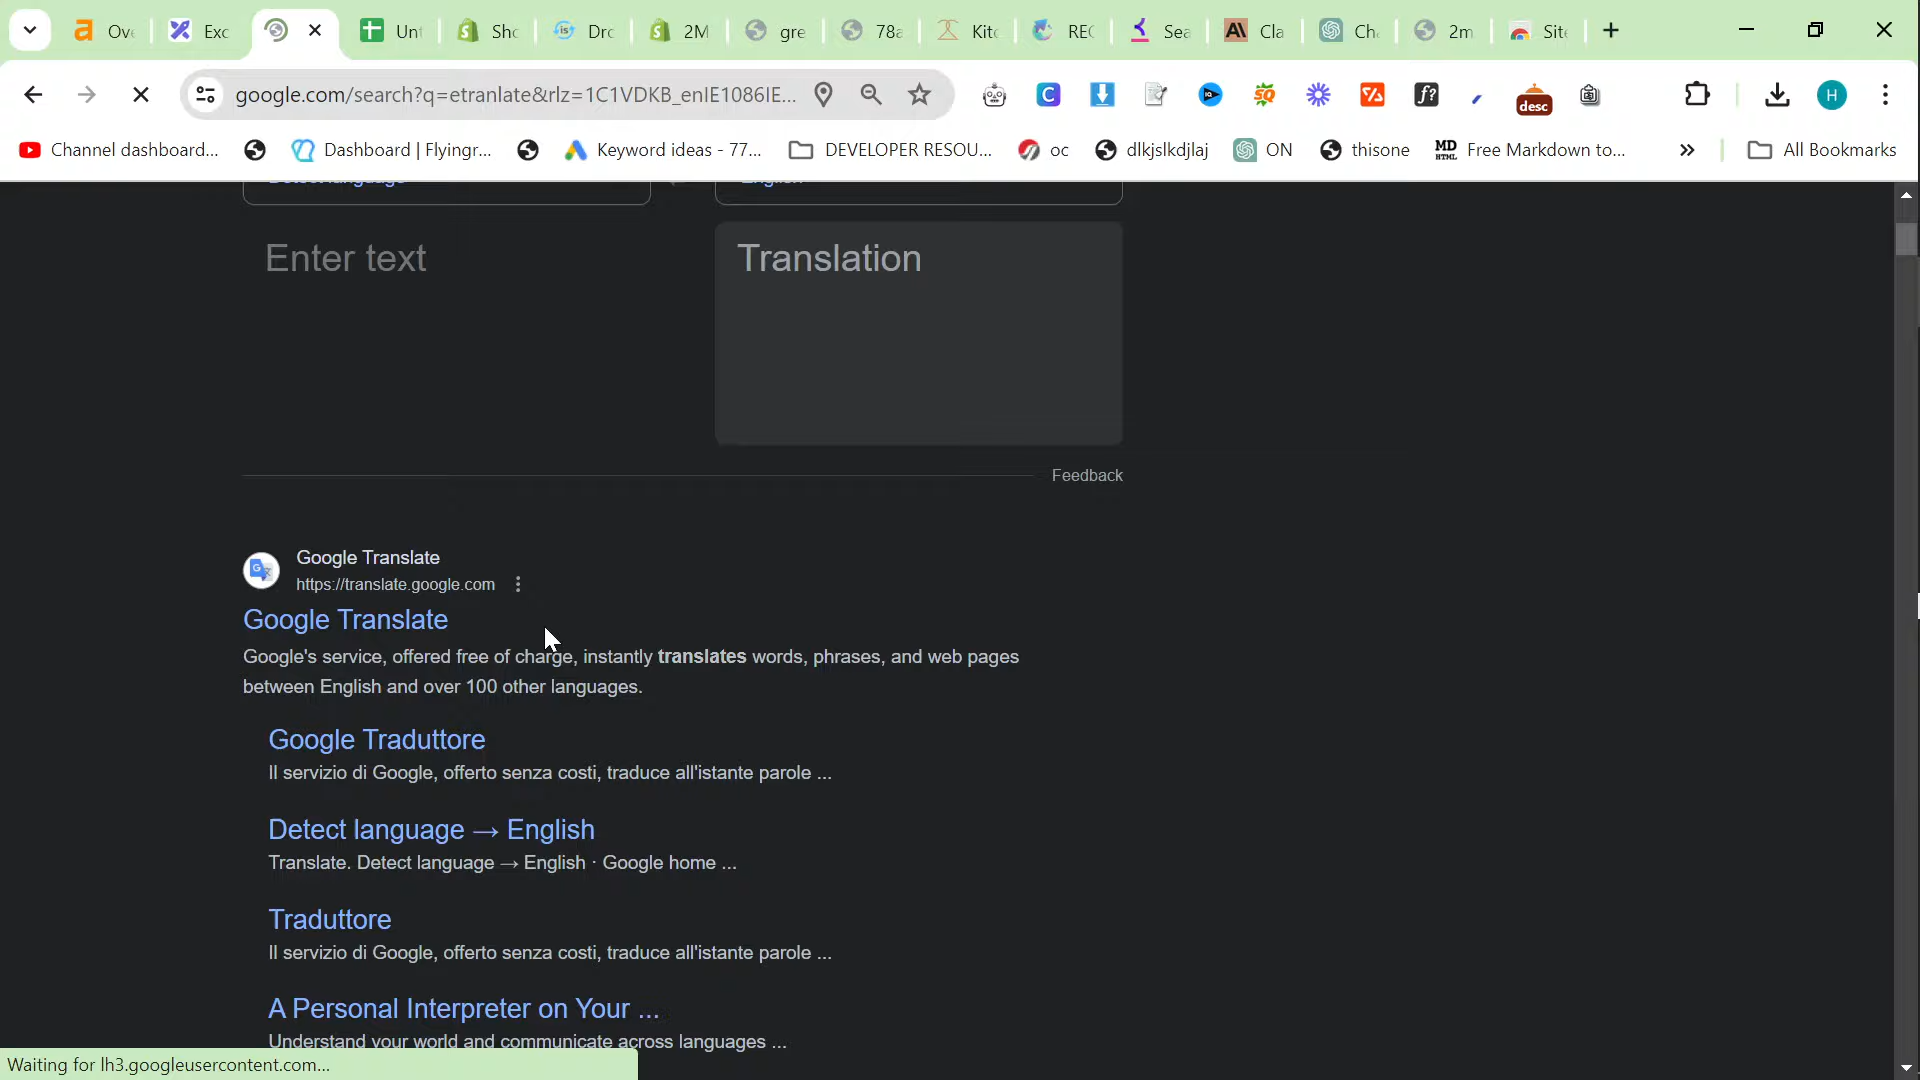 Ov
Exc
Unt
Sho
Drc
2M
gre
78a
Kitc
REC
Sea
Cla
Ch
2m
Site
google.com/search?q=etranlate&rlz=1C1VDKB_enIE1086IE...
desc
H
Channel dashboard...
Dashboard | Flyingr...
Keyword ideas - 77...
DEVELOPER RESOU...
oc
dlkjslkdjlaj
ON
thisone
Free Markdown to...
All Bookmarks
Enter text
Translation
Feedback
Google Translate
https://translate.google.com
Google Translate
Google's service, offered free of charge, instantly translates words, phrases, and web pages
between English and over 100 other languages.
Google Traduttore
Il servizio di Google, offerto senza costi, traduce all'istante parole ...
Detect language → English
Translate. Detect language → English · Google home ...
Traduttore
Il servizio di Google, offerto senza costi, traduce all'istante parole ...
A Personal Interpreter on Your ...
Understand your world and communicate across languages ...
Waiting for lh3.googleusercontent.com...